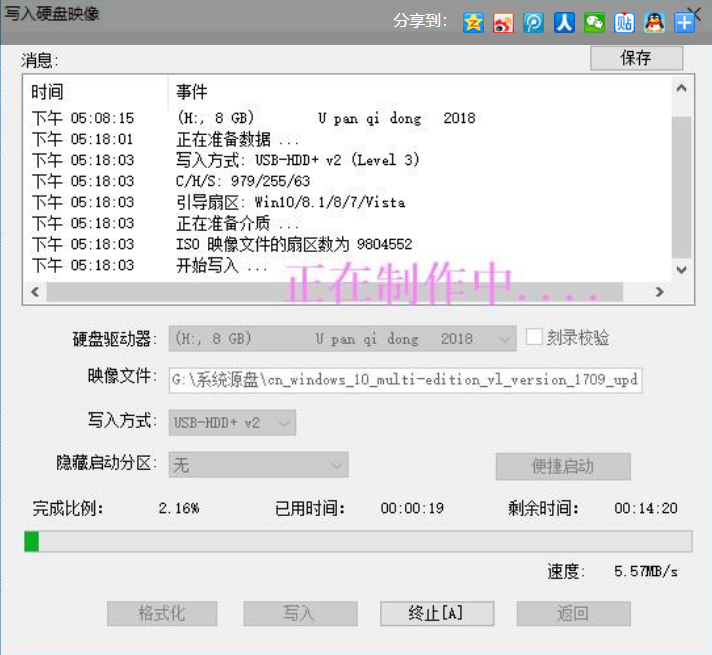 写入硬盘映像 分享到:
消息: 保存
时间 事件
下午 05:08:15 (H:, 8 GB) U pan qi dong 2018
下午 05:18:01 正在准备数据 ...
下午 05:18:03 写入方式: USB-HDD+ v2 (Level 3)
下午 05:18:03 C/H/S: 979/255/63
下午 05:18:03 引导扇区: Win10/8.1/8/7/Vista
下午 05:18:03 正在准备介质 ...
下午 05:18:03 ISO 映像文件的扇区数为 9804552
下午 05:18:03 开始写入 ...
正在制作中....
硬盘驱动器: (H:, 8 GB) U pan qi dong 2018 刻录校验
映像文件: G:\系统源盘\cn_windows_10_multi-edition_vl_version_1709_upd
写入方式: USB-HDD+ v2
隐藏启动分区: 无 便捷启动
完成比例: 2.16% 已用时间: 00:00:19 剩余时间: 00:14:20
速度: 5.57MB/s
格式化 写入 终止[A] 返回